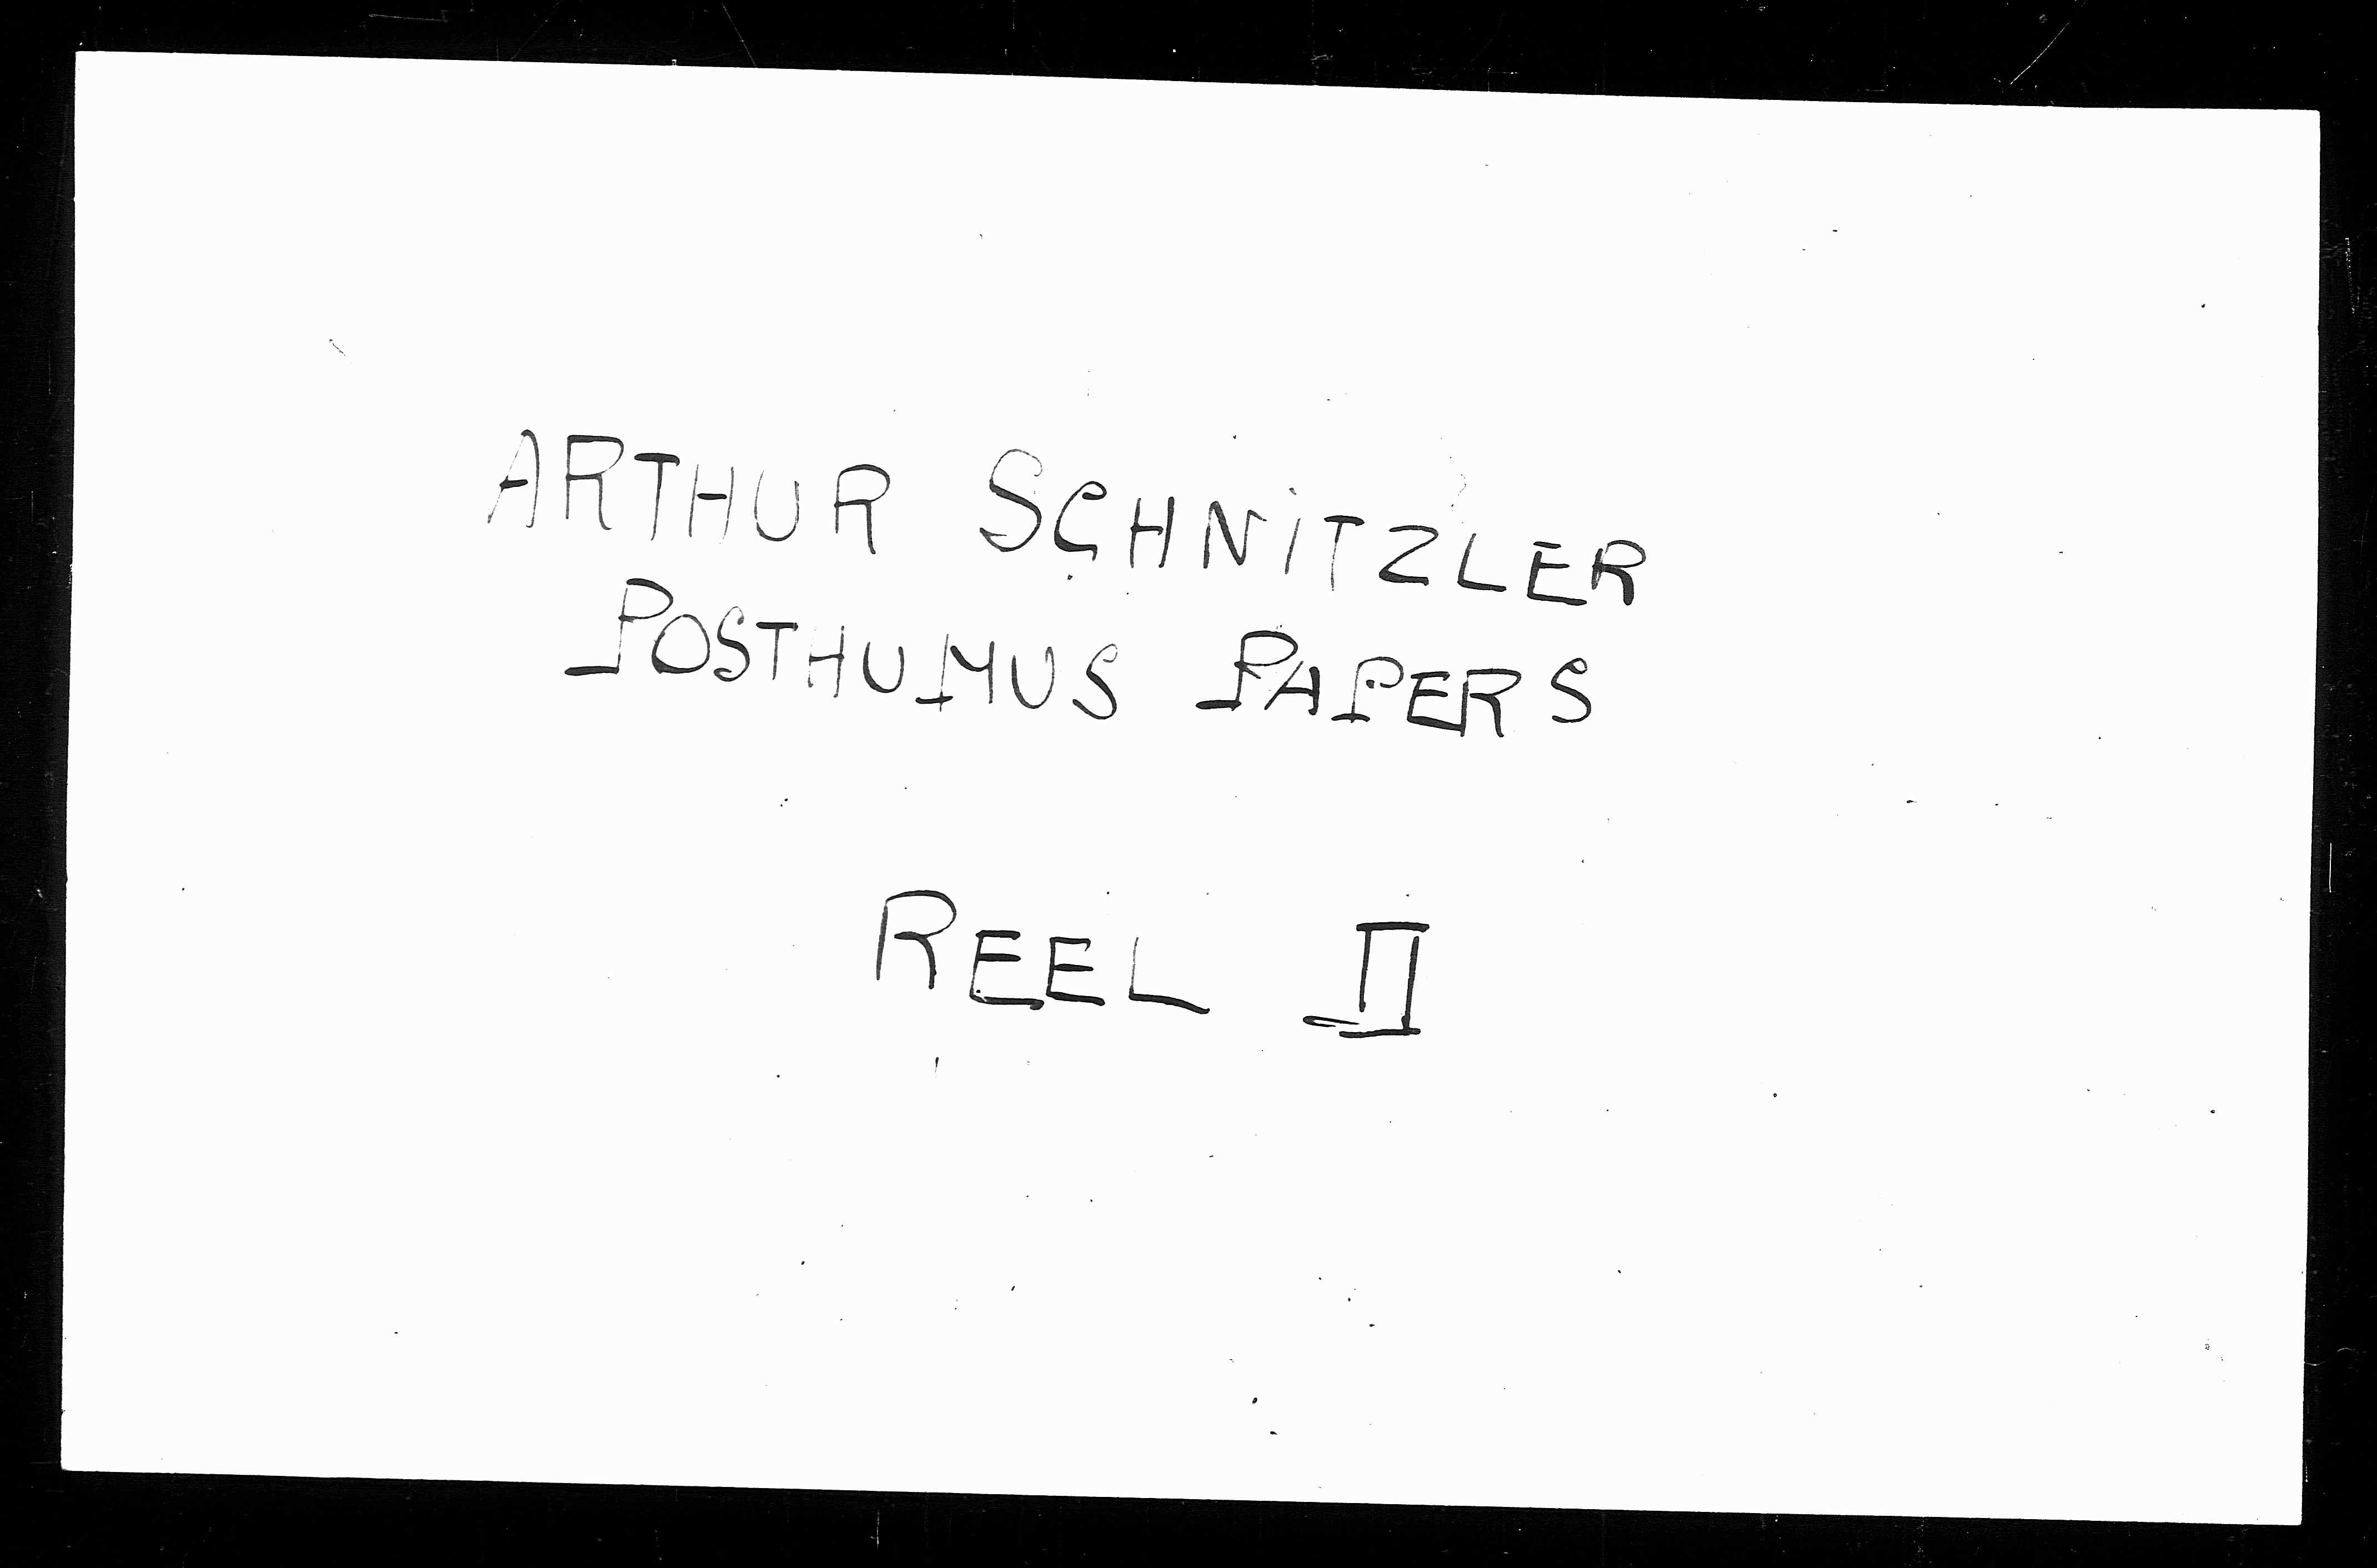 ARTHUR SCHNITZLER
POSTHUMUS PAPERS
REEL II